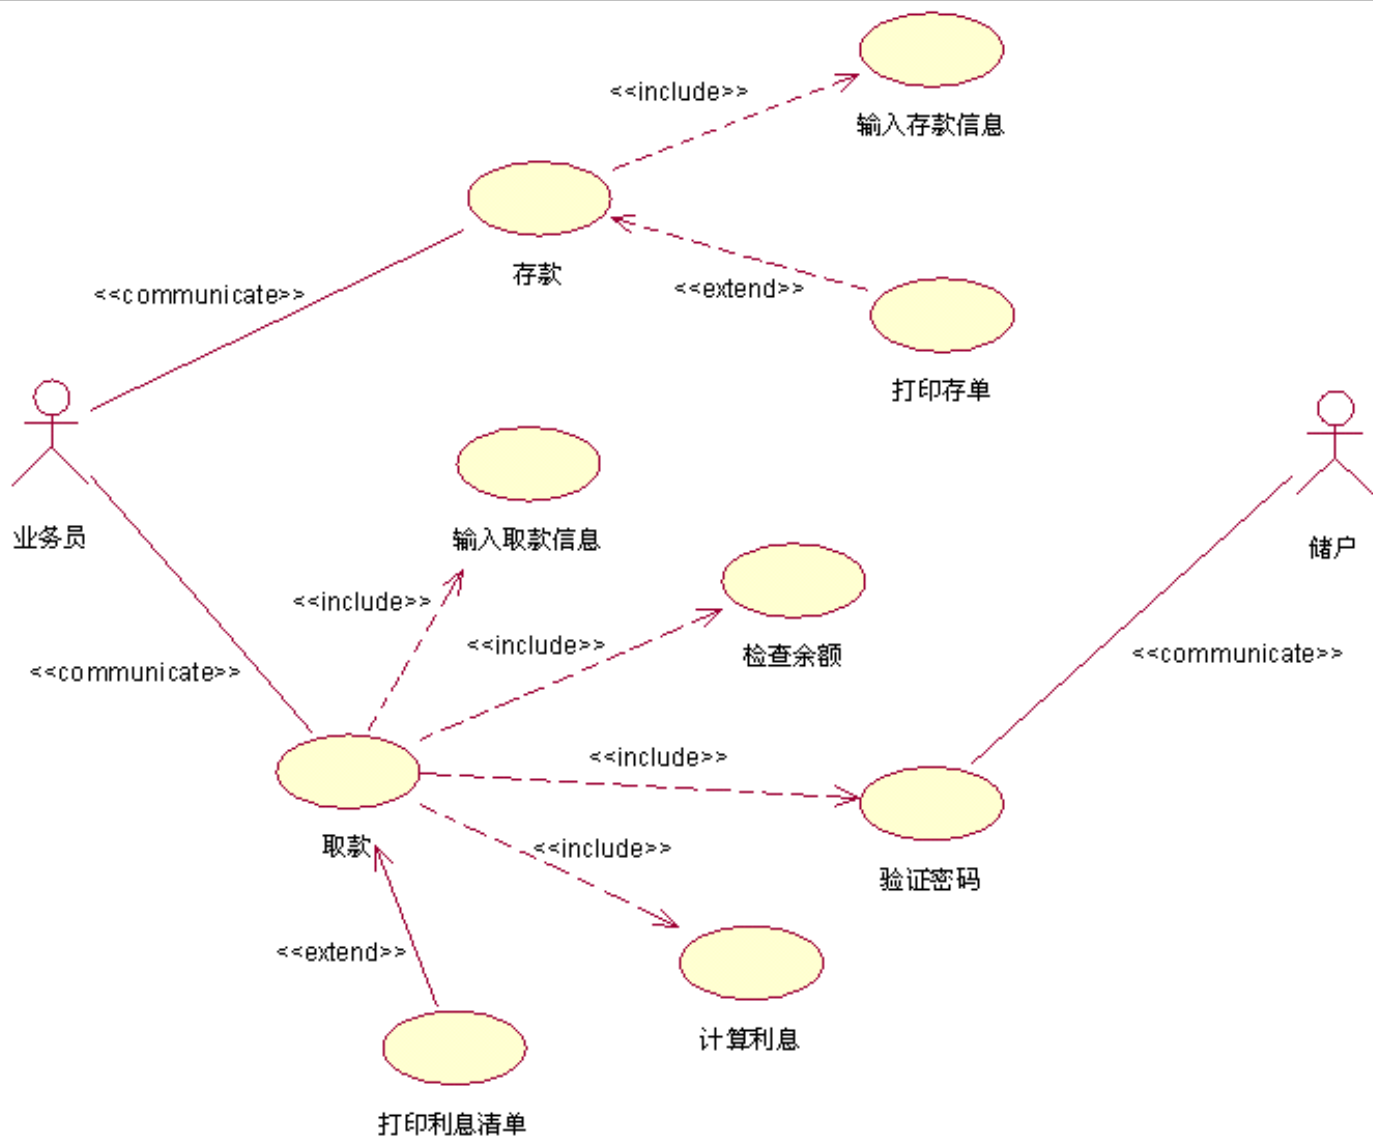 <<include>>
输入存款信息
存款
<<extend>>
<<communicate>>
打印存单
业务员
输入取款信息
储户
<<include>>
<<include>>
检查余额
<<communicate>>
<<communicate>>
<<include>>
取款
<<include>>
验证密码
<<extend>>
计算利息
打印利息清单